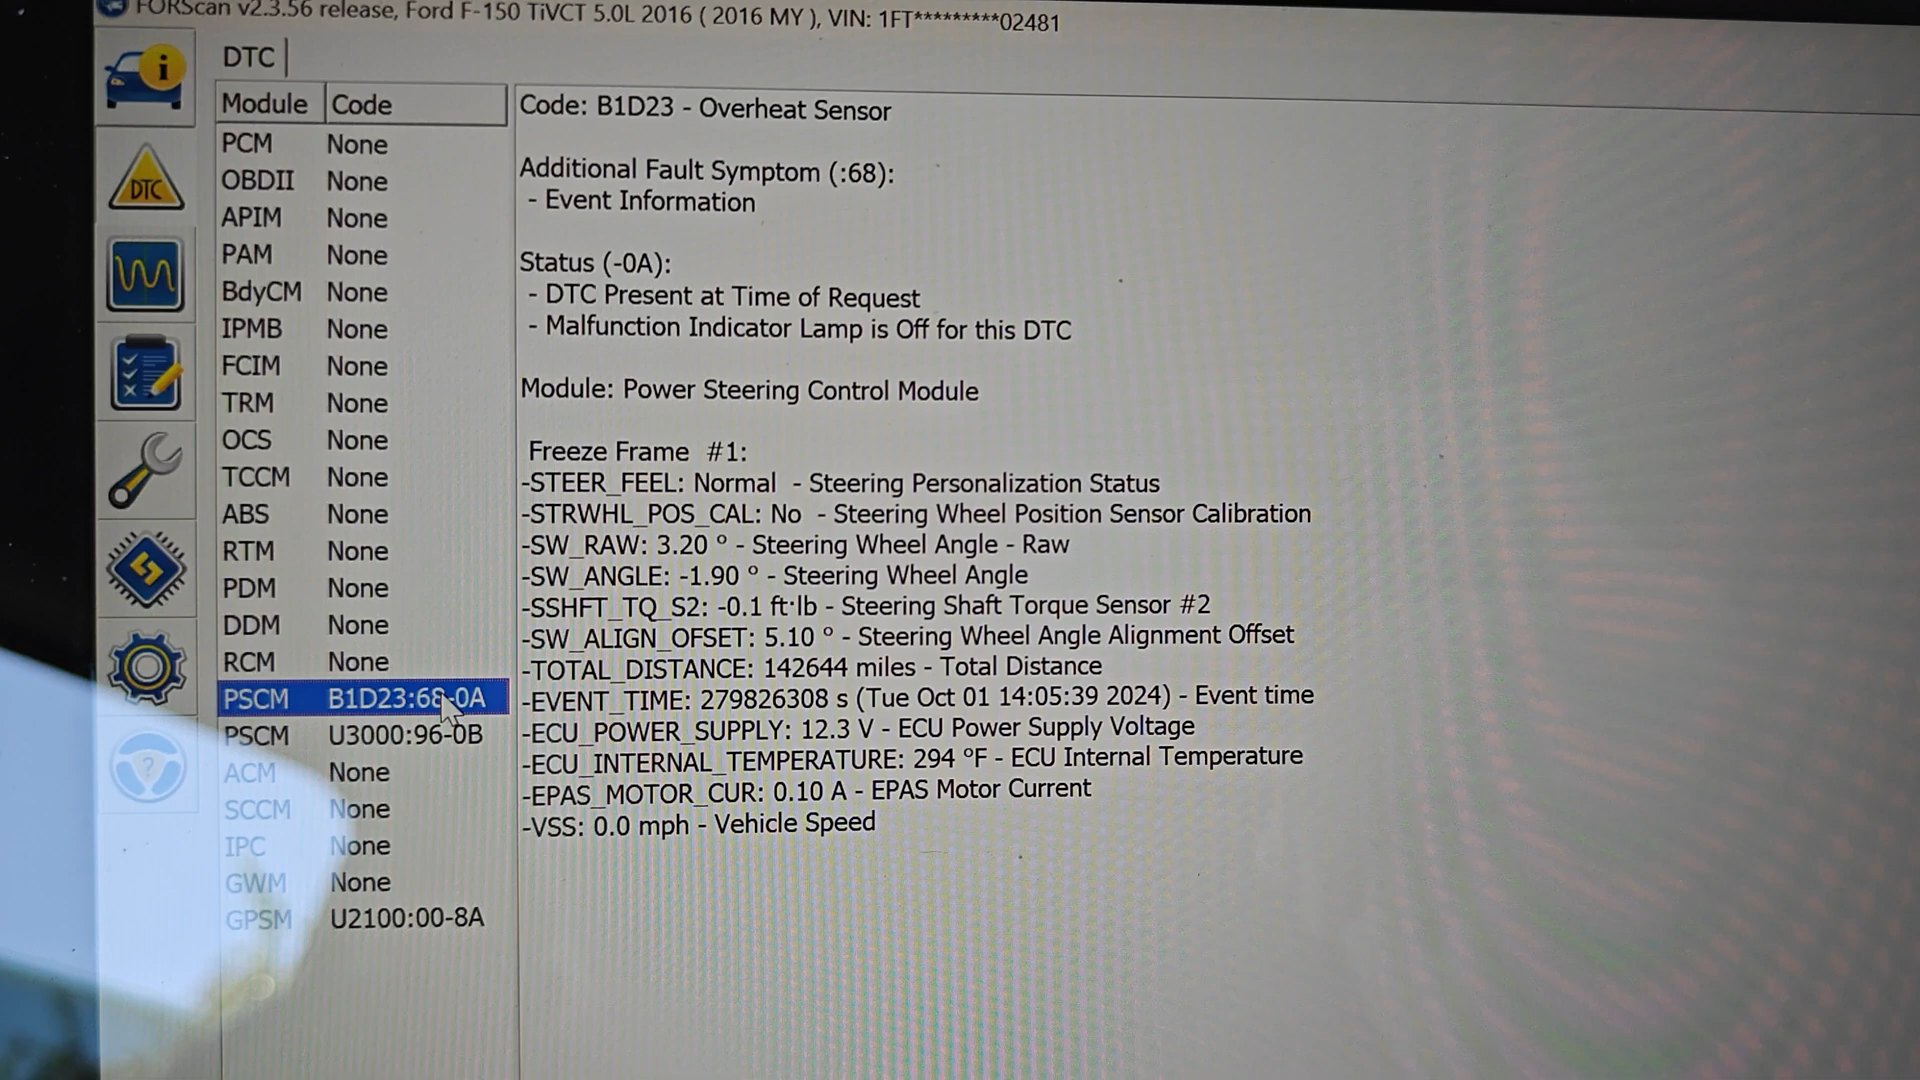 FORScan v2.3.56 release, Ford F-150 TiVCT 5.0L 2016 ( 2016 MY ), VIN: 1FT*********02481
DTC
Module Code
PCM None
OBDII None
APIM None
PAM None
BdyCM None
IPMB None
FCIM None
TRM None
OCS None
TCCM None
ABS None
RTM None
PDM None
DDM None
RCM None
PSCM B1D23:68-0A
PSCM U3000:96-0B
ACM None
SCCM None
IPC None
GWM None
GPSM U2100:00-8A
Code: B1D23 - Overheat Sensor
Additional Fault Symptom (:68):
- Event Information
Status (-0A):
- DTC Present at Time of Request
- Malfunction Indicator Lamp is Off for this DTC
Module: Power Steering Control Module
Freeze Frame #1:
-STEER_FEEL: Normal - Steering Personalization Status
-STRWHL_POS_CAL: No - Steering Wheel Position Sensor Calibration
-SW_RAW: 3.20 º - Steering Wheel Angle - Raw
-SW_ANGLE: -1.90 º - Steering Wheel Angle
-SSHFT_TQ_S2: -0.1 ft·lb - Steering Shaft Torque Sensor #2
-SW_ALIGN_OFSET: 5.10 º - Steering Wheel Angle Alignment Offset
-TOTAL_DISTANCE: 142644 miles - Total Distance
-EVENT_TIME: 279826308 s (Tue Oct 01 14:05:39 2024) - Event time
-ECU_POWER_SUPPLY: 12.3 V - ECU Power Supply Voltage
-ECU_INTERNAL_TEMPERATURE: 294 ºF - ECU Internal Temperature
-EPAS_MOTOR_CUR: 0.10 A - EPAS Motor Current
-VSS: 0.0 mph - Vehicle Speed
DTC